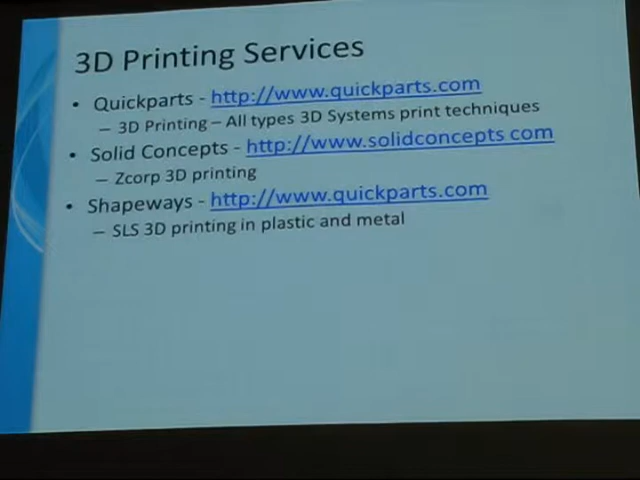 3D Printing Services
• Quickparts - http://www.quickparts.com
– 3D Printing – All types 3D Systems print techniques
• Solid Concepts - http://www.solidconcepts.com
– Zcorp 3D printing
• Shapeways - http://www.quickparts.com
– SLS 3D printing in plastic and metal